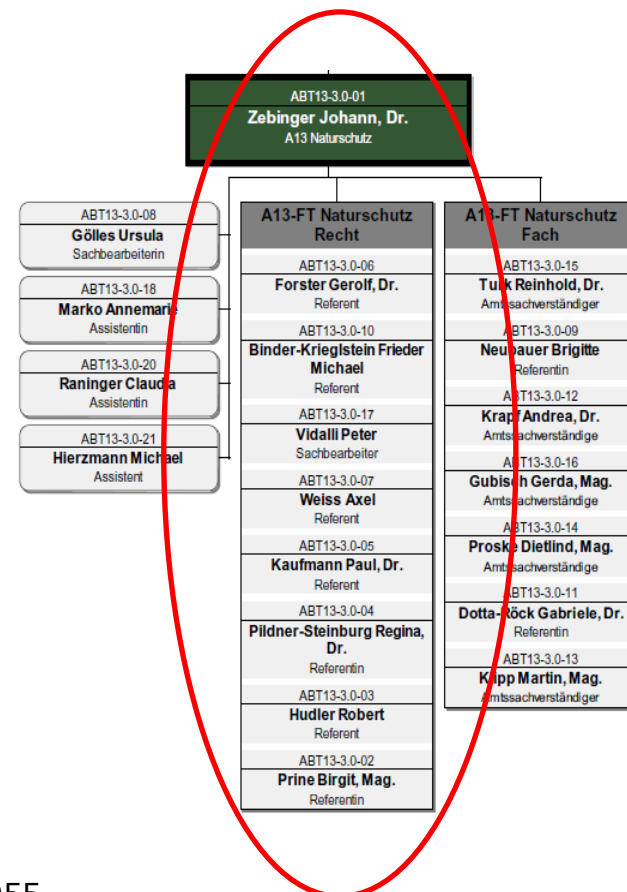 ABT13-3.0-01
Zebinger Johann, Dr.
A13 Naturschutz
ABT13-3.0-08
Gölles Ursula
Sachbearbeiterin
ABT13-3.0-18
Marko Annemarie
Assistentin
ABT13-3.0-20
Raninger Claudia
Assistentin
ABT13-3.0-21
Hierzmann Michael
Assistent
A13-FT Naturschutz
Recht
ABT13-3.0-06
Forster Gerolf, Dr.
Referent
ABT13-3.0-10
Binder-Krieglstein Frieder
Michael
Referent
ABT13-3.0-17
Vidalli Peter
Sachbearbeiter
ABT13-3.0-07
Weiss Axel
Referent
ABT13-3.0-05
Kaufmann Paul, Dr.
Referent
ABT13-3.0-04
Pildner-Steinburg Regina,
Dr.
Referentin
ABT13-3.0-03
Hudler Robert
Referent
ABT13-3.0-02
Prine Birgit, Mag.
Referentin
A13-FT Naturschutz
Fach
ABT13-3.0-15
Turk Reinhold, Dr.
Amtssachverständiger
ABT13-3.0-09
Neubauer Brigitte
Referentin
ABT13-3.0-12
Krapf Andrea, Dr.
Amtssachverständige
ABT13-3.0-16
Gubisch Gerda, Mag.
Amtssachverständige
ABT13-3.0-14
Proske Dietlind, Mag.
Amtssachverständige
ABT13-3.0-11
Dotta-Röck Gabriele, Dr.
Referentin
ABT13-3.0-13
Klipp Martin, Mag.
Amtssachverständiger